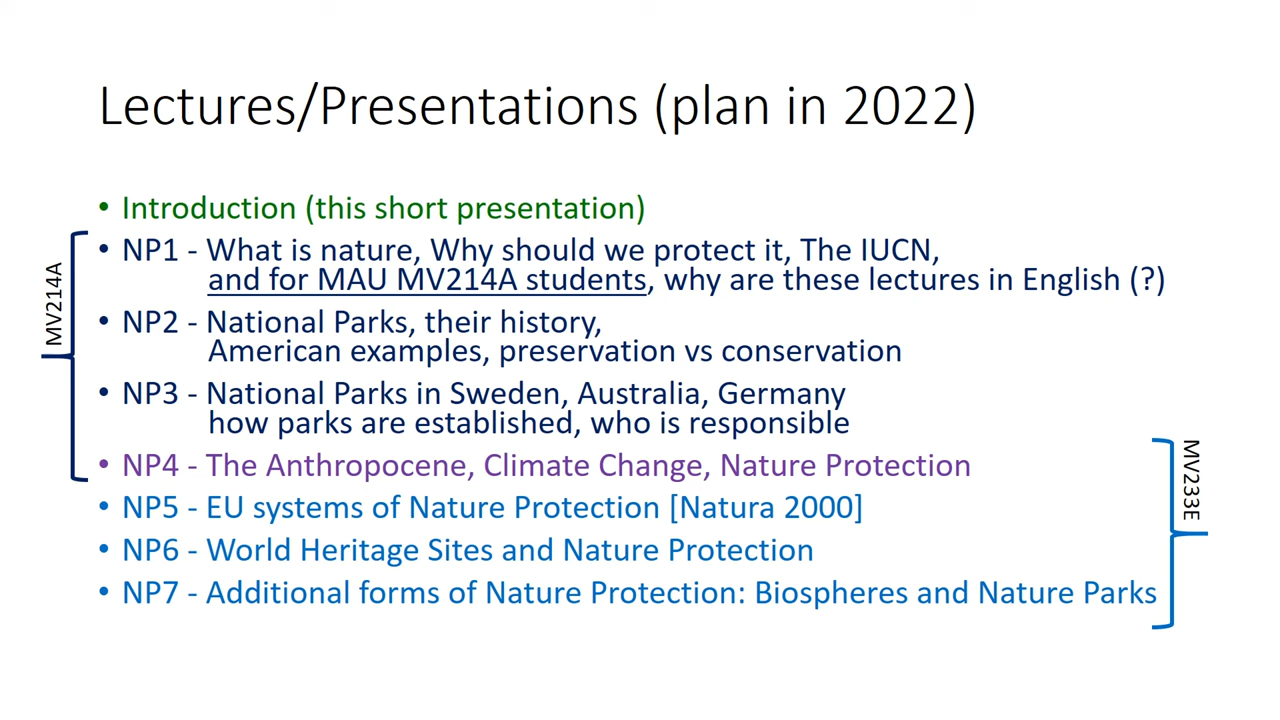 Lectures/Presentations (plan in 2022)
• Introduction (this short presentation)
• NP1 - What is nature, Why should we protect it, The IUCN,
and for MAU MV214A students, why are these lectures in English (?)
• NP2 - National Parks, their history,
American examples, preservation vs conservation
• NP3 - National Parks in Sweden, Australia, Germany
how parks are established, who is responsible
• NP4 - The Anthropocene, Climate Change, Nature Protection
• NP5 - EU systems of Nature Protection [Natura 2000]
• NP6 - World Heritage Sites and Nature Protection
• NP7 - Additional forms of Nature Protection: Biospheres and Nature Parks
MV214A
MV233E